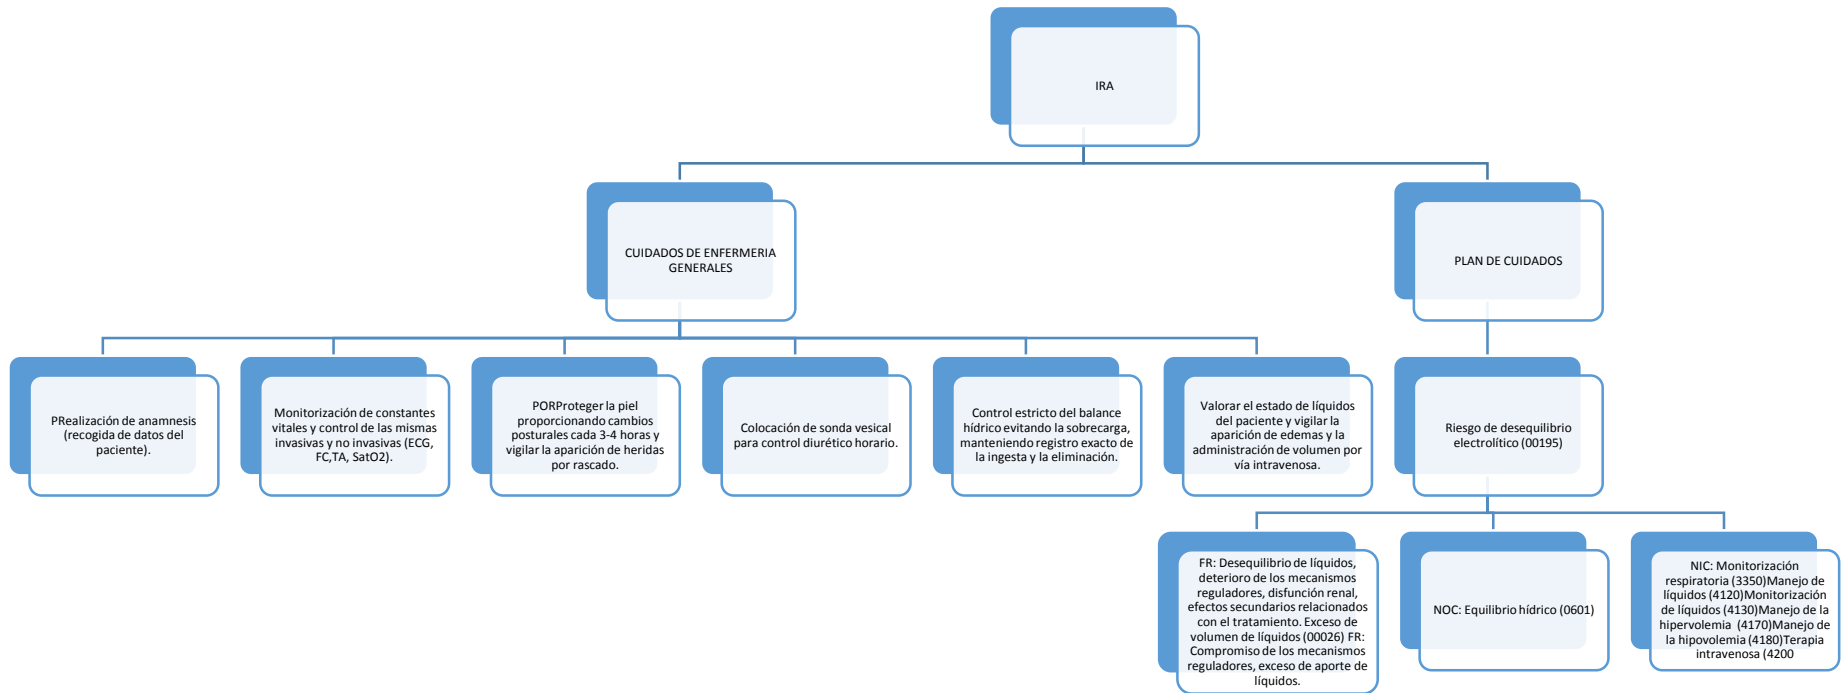 IRA
CUIDADOS DE ENFERMERIA
GENERALES
PLAN DE CUIDADOS
PRealización de anamnesis
(recogida de datos del
paciente).
Monitorización de constantes
vitales y control de las mismas
invasivas y no invasivas (ECG,
FC,TA, SatO2).
PORProteger la piel
proporcionando cambios
posturales cada 3-4 horas y
vigilar la aparición de heridas
por rascado.
Colocación de sonda vesical
para control diurético horario.
Control estricto del balance
hídrico evitando la sobrecarga,
manteniendo registro exacto de
la ingesta y la eliminación.
Valorar el estado de líquidos
del paciente y vigilar la
aparición de edemas y la
administración de volumen por
vía intravenosa.
Riesgo de desequilibrio
electrolítico (00195)
FR: Desequilibrio de líquidos,
deterioro de los mecanismos
reguladores, disfunción renal,
efectos secundarios relacionados
con el tratamiento. Exceso de
volumen de líquidos (00026) FR:
Compromiso de los mecanismos
reguladores, exceso de aporte de
líquidos.
NOC: Equilibrio hídrico (0601)
NIC: Monitorización
respiratoria (3350)Manejo de
líquidos (4120)Monitorización
de líquidos (4130)Manejo de la
hipervolemia (4170)Manejo de
la hipovolemia (4180)Terapia
intravenosa (4200